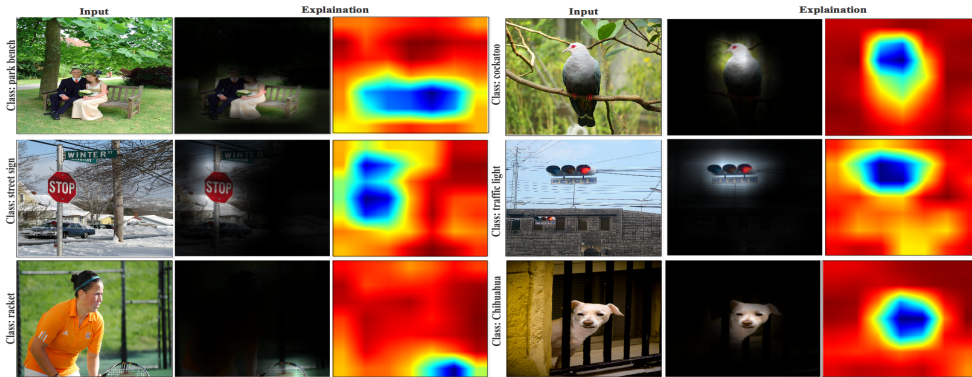 Input
Explaination
Input
Explaination
Class: park bench
Class: cockatoo
Class: street sign
WINTER ST
STOP
WINTER
STOP
Class: traffic light
Class: racket
Class: Chihuahua